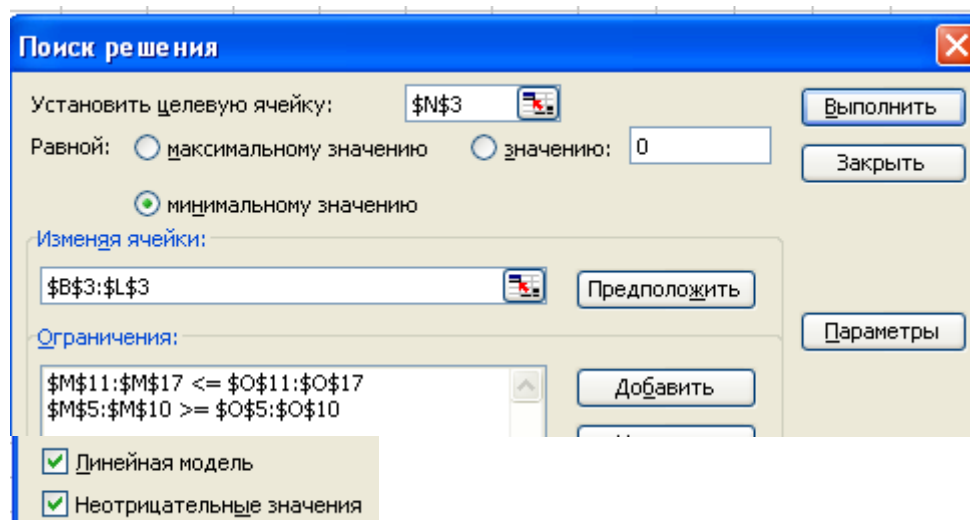 Поиск решения
Установить целевую ячейку: $N$3 Выполнить
Равной: максимальному значению значению: 0 Закрыть
минимальному значению
Изменяя ячейки:
$B$3:$L$3 Предположить
Ограничения: Параметры
$M$11:$M$17 <= $O$11:$O$17 Добавить
$M$5:$M$10 >= $O$5:$O$10
Линейная модель
Неотрицательные значения